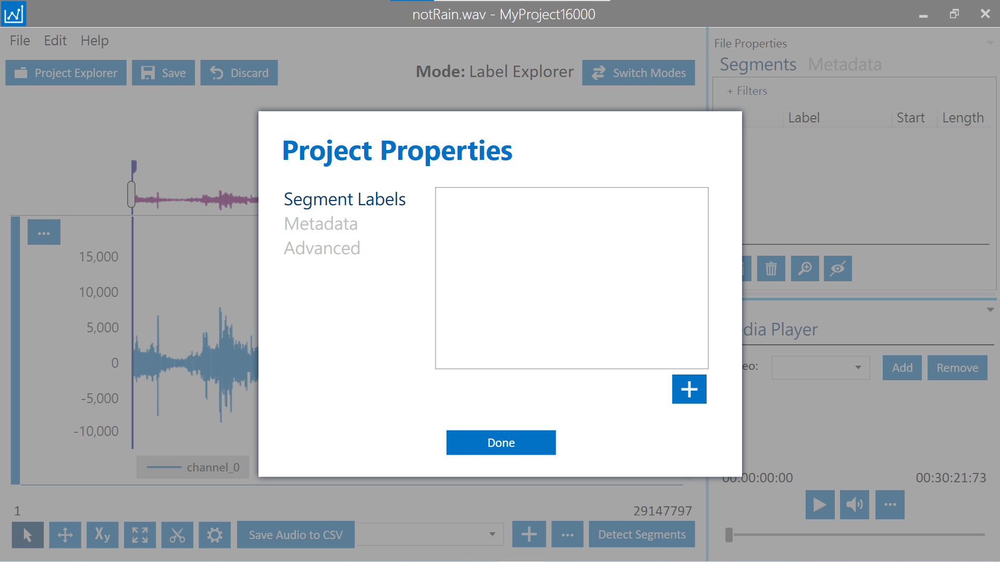 notRain.wav - MyProject16000
File Edit Help
Project Explorer Save Discard
Mode: Label Explorer Switch Modes
File Properties
Segments Metadata
+ Filters
Label Start Length
Project Properties
Segment Labels
Metadata
Advanced
+
Done
...
15,000
10,000
5,000
0
-5,000
-10,000
channel_0
dia Player
eo:
Add Remove
00:00:00:00 00:30:21:73
...
1 29147797
Xy
Save Audio to CSV
+ ... Detect Segments